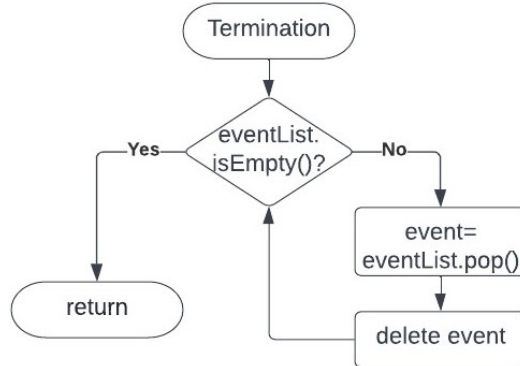 Termination
eventList.
isEmpty()?
Yes
No
event=
eventList.pop()
return
delete event